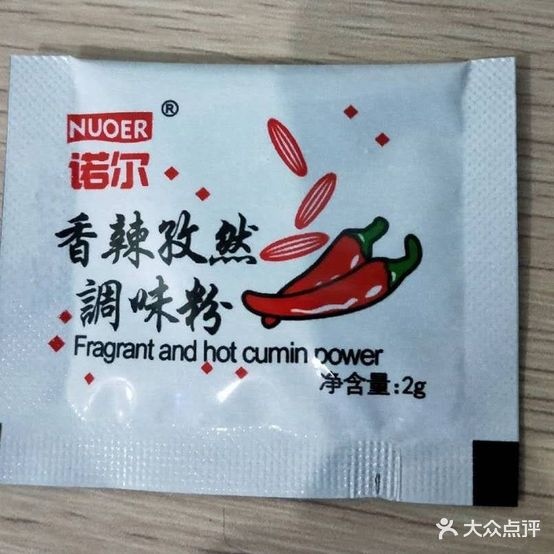 NUOER®
诺尔
香辣孜然
調味粉
Fragrant and hot cumin power
净含量:2g
大众点评